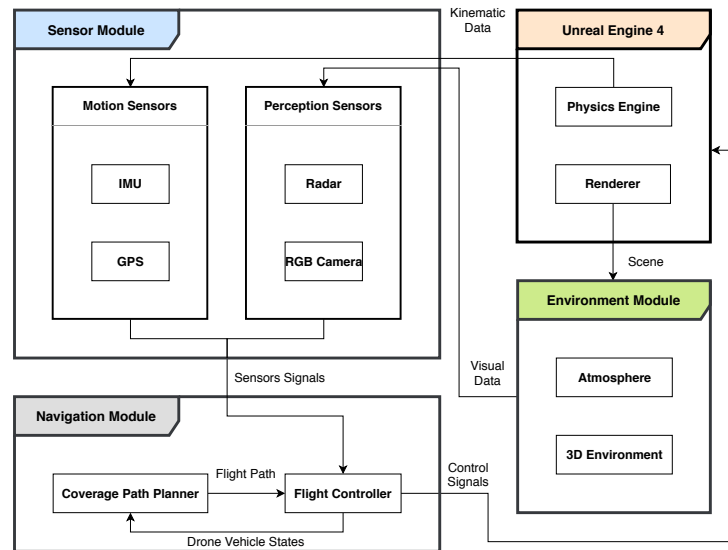 Sensor Module
Kinematic
Data
Unreal Engine 4
Motion Sensors
Perception Sensors
Physics Engine
IMU
Radar
Renderer
GPS
RGB Camera
Scene
Environment Module
Sensors Signals
Visual
Data
Atmosphere
Navigation Module
3D Environment
Flight Path
Control
Signals
Coverage Path Planner
Flight Controller
Drone Vehicle States